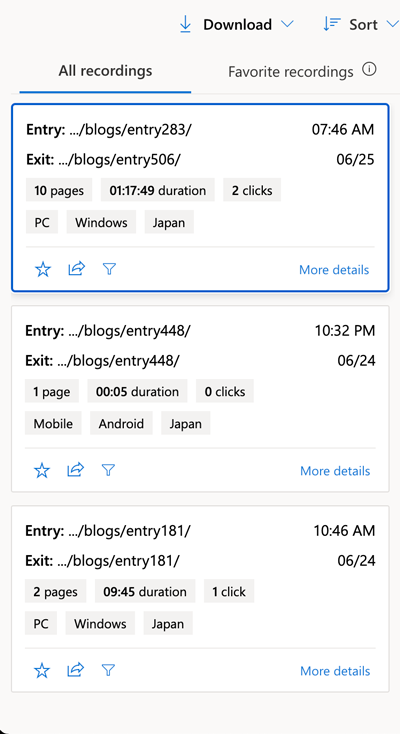 Download Sort
All recordings Favorite recordings
Entry: .../blogs/entry283/ 07:46 AM
Exit: .../blogs/entry506/ 06/25
10 pages 01:17:49 duration 2 clicks
PC Windows Japan
More details
Entry: .../blogs/entry448/ 10:32 PM
Exit: .../blogs/entry448/ 06/24
1 page 00:05 duration 0 clicks
Mobile Android Japan
More details
Entry: .../blogs/entry181/ 10:46 AM
Exit: .../blogs/entry181/ 06/24
2 pages 09:45 duration 1 click
PC Windows Japan
More details